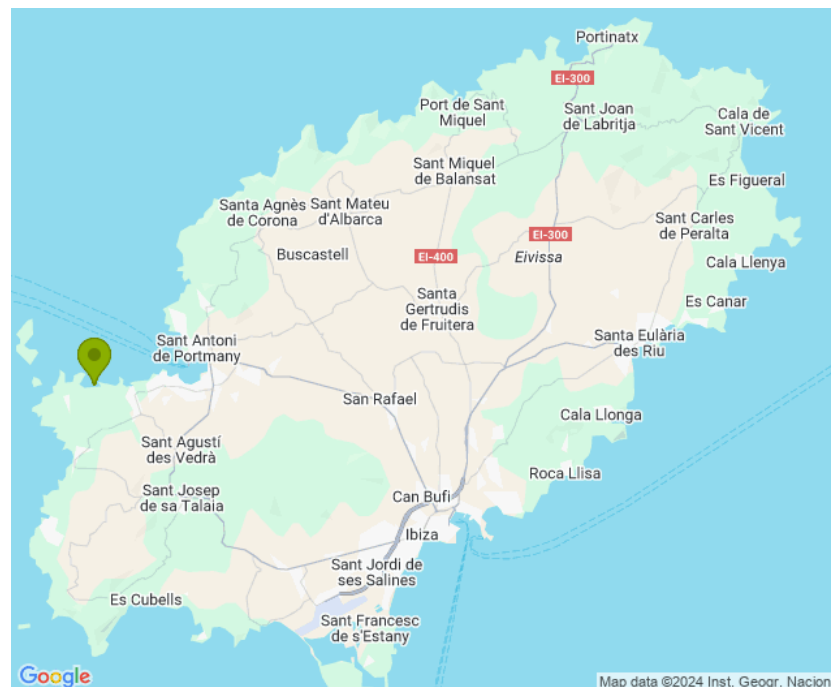 Portinatx
EI-300
Port de Sant
Miquel
Sant Joan
de Labritja
Cala de
Sant Vicent
Sant Miquel
de Balansat
Es Figueral
Santa Agnès
de Corona
Sant Mateu
d'Albarca
Sant Carles
de Peralta
EI-300
Buscastell
EI-400
Eivissa
Cala Llenya
Santa
Gertrudis
de Fruitera
Es Canar
Sant Antoni
de Portmany
Santa Eulària
des Riu
San Rafael
Cala Llonga
Sant Agustí
des Vedrà
Roca Llisa
Sant Josep
de sa Talaia
Can Bufi
Ibiza
Sant Jordi de
ses Salines
Es Cubells
Sant Francesc
de s'Estany
Google
Map data ©2024 Inst. Geogr. Nacion